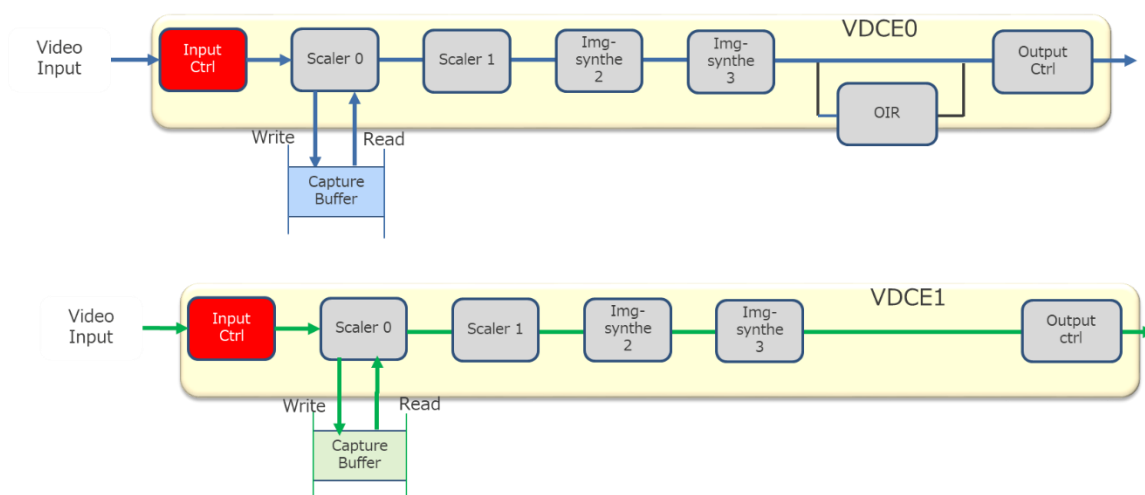 VDCE0
Video
Input
Input
Ctrl
Scaler 0
Scaler 1
Img-
synthe
2
Img-
synthe
3
Output
Ctrl
OIR
Write
Read
Capture
Buffer
VDCE1
Video
Input
Input
Ctrl
Scaler 0
Scaler 1
Img-
synthe
2
Img-
synthe
3
Output
ctrl
Write
Read
Capture
Buffer